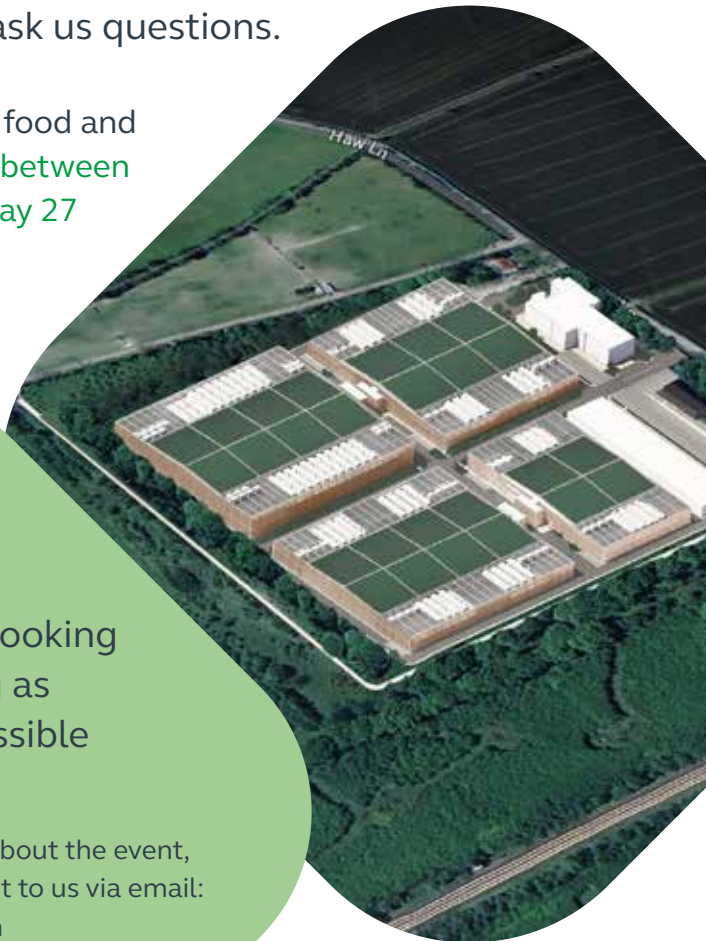 ask us questions.
food and
between
ay 27
Haw Ln
ooking
as
ssible
bout the event,
t to us via email: